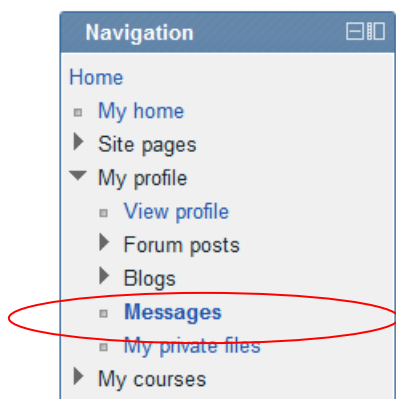 Navigation
Home
My home
Site pages
My profile
View profile
Forum posts
Blogs
Messages
My private files
My courses